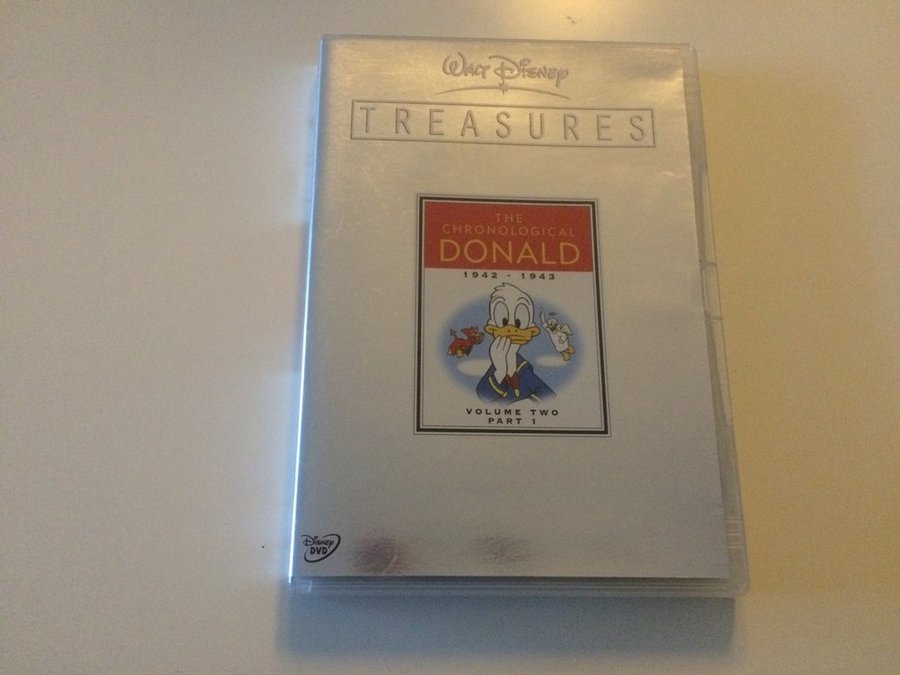 WALT DISNEY
TREASURES
THE
CHRONOLOGICAL
DONALD
1942 - 1943
VOLUME TWO
PART 1
DISNEY
DVD